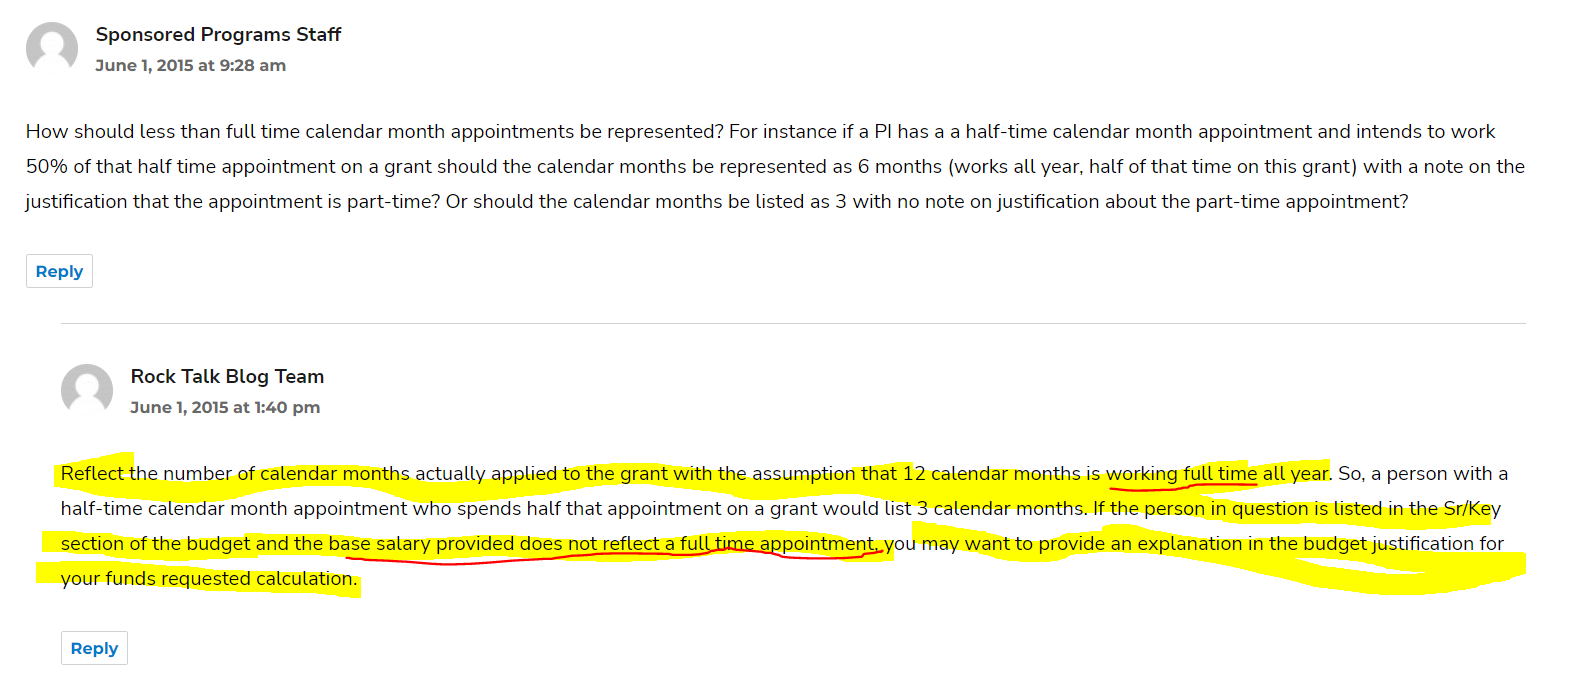 Sponsored Programs Staff
June 1, 2015 at 9:28 am
How should less than full time calendar month appointments be represented? For instance if a PI has a a half-time calendar month appointment and intends to work
50% of that half time appointment on a grant should the calendar months be represented as 6 months (works all year, half of that time on this grant) with a note on the
justification that the appointment is part-time? Or should the calendar months be listed as 3 with no note on justification about the part-time appointment?
Reply
Rock Talk Blog Team
June 1, 2015 at 1:40 pm
Reflect the number of calendar months actually applied to the grant with the assumption that 12 calendar months is working full time all year. So, a person with a
half-time calendar month appointment who spends half that appointment on a grant would list 3 calendar months. If the person in question is listed in the Sr/Key
section of the budget and the base salary provided does not reflect a full time appointment, you may want to provide an explanation in the budget justification for
your funds requested calculation.
Reply